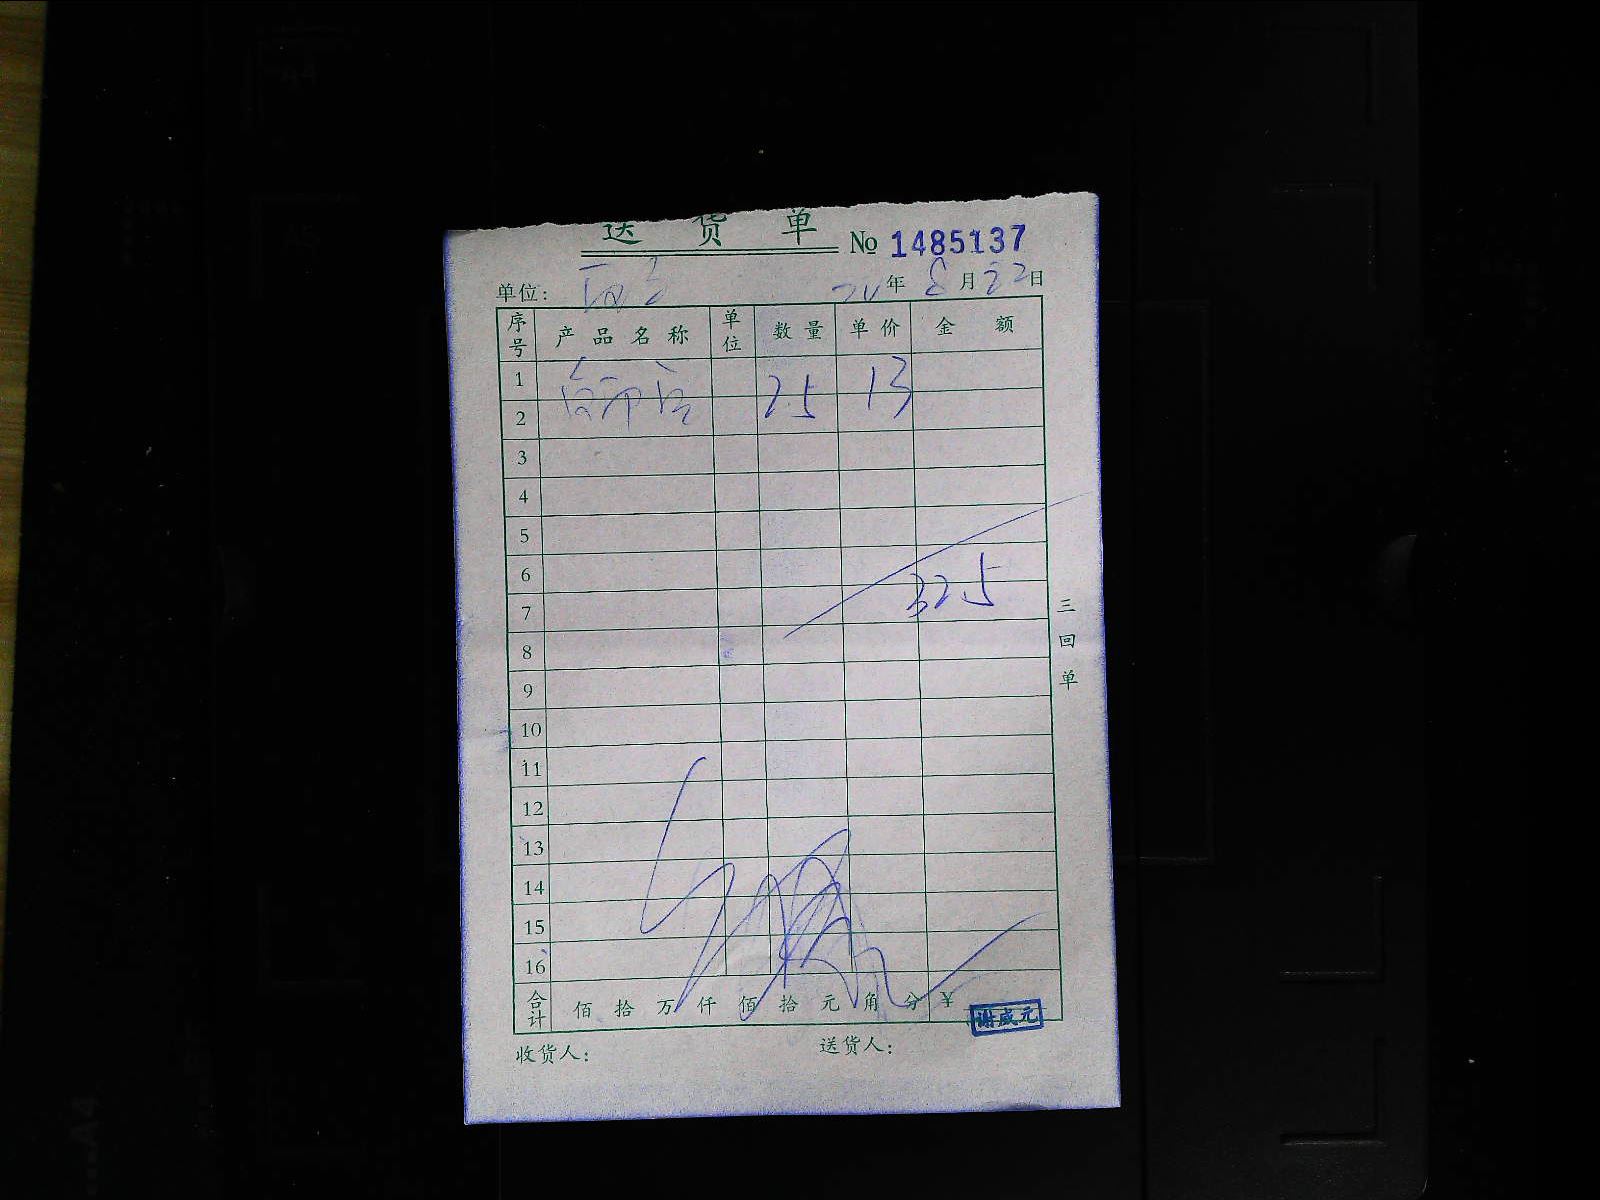 送 货 单 № 1485137
单位: 年 8 月 22 日
序号 产品名称 单位 数量 单价 金额
1 25 13
2
3
4
5
6
7 325
8
9
10
11
12
13
14
15
16
合计 佰 拾 万 仟 佰 拾 元 角 分 ¥
谢威元
收货人: 送货人:
三回单